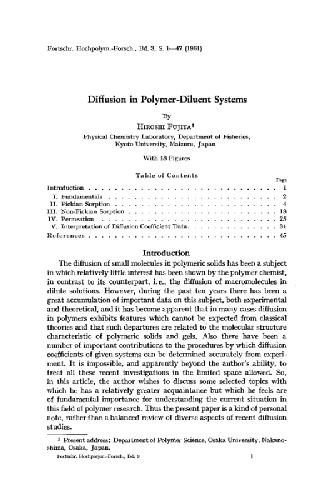 Fortschr. Hochpolym.-Forsch., Bd. 3, S. 1—47 (1961)
Diffusion in Polymer-Diluent Systems
By
HIROSHI FUJITA¹
Physical Chemistry Laboratory, Department of Fisheries,
Kyoto University, Maizuru, Japan
With 18 Figures
Table of Contents
Page
Introduction . . . . . . . . . . . . . . . . . . . . . . . . . . . . . 1
I. Fundamentals . . . . . . . . . . . . . . . . . . . . . . . . . . 2
II. Fickian Sorption . . . . . . . . . . . . . . . . . . . . . . . . . 4
III. Non-Fickian Sorption . . . . . . . . . . . . . . . . . . . . . . 13
IV. Permeation . . . . . . . . . . . . . . . . . . . . . . . . . . 25
V. Interpretation of Diffusion Coefficient Data . . . . . . . . . . . . . 31
References . . . . . . . . . . . . . . . . . . . . . . . . . . . . . 45
Introduction
The diffusion of small molecules in polymeric solids has been a subject
in which relatively little interest has been shown by the polymer chemist,
in contrast to its counterpart, i.e., the diffusion of macromolecules in
dilute solutions. However, during the past ten years there has been a
great accumulation of important data on this subject, both experimental
and theoretical, and it has become apparent that in many cases diffusion
in polymers exhibits features which cannot be expected from classical
theories and that such departures are related to the molecular structure
characteristic of polymeric solids and gels. Also there have been a
number of important contributions to the procedures by which diffusion
coefficients of given systems can be determined accurately from experi-
ment. It is impossible, and apparently beyond the author's ability, to
treat all these recent investigations in the limited space allowed. So,
in this article, the author wishes to discuss some selected topics with
which he has a relatively greater acquaintance but which he feels are
of fundamental importance for understanding the current situation in
this field of polymer research. Thus the present paper is a kind of personal
note, rather than a balanced review of diverse aspects of recent diffusion
studies.
¹ Present address: Department of Polymer Science, Osaka University, Nakano-
shima, Osaka, Japan.
Fortschr. Hochpolym.-Forsch., Bd. 3 1